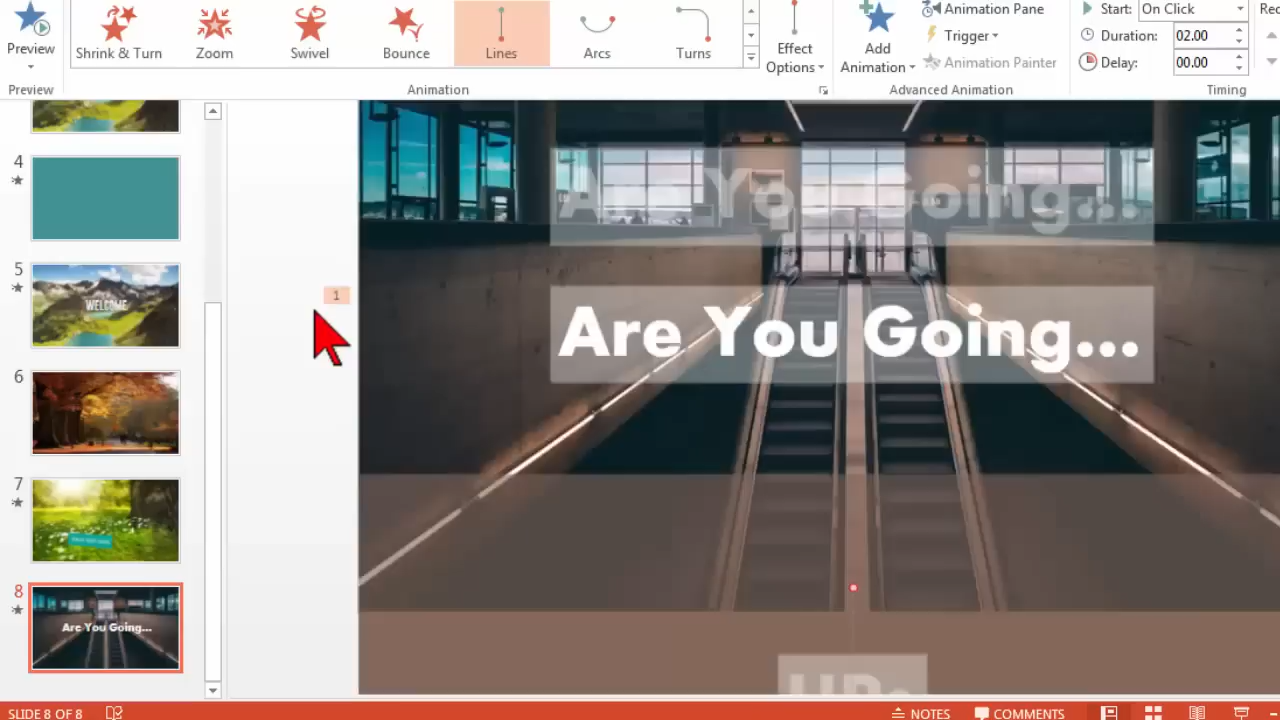 Preview
Shrink & Turn
Zoom
Swivel
Bounce
Lines
Arcs
Turns
Effect
Options
Add
Animation
Animation Pane
Trigger
Animation Painter
Start: On Click
Duration: 02.00
Delay: 00.00
Rec
Preview
Animation
Advanced Animation
Timing
4
5
WELCOME
6
7
8
Are You Going...
1
Are You Going...
Are You Going...
UP?
SLIDE 8 OF 8
NOTES
COMMENTS